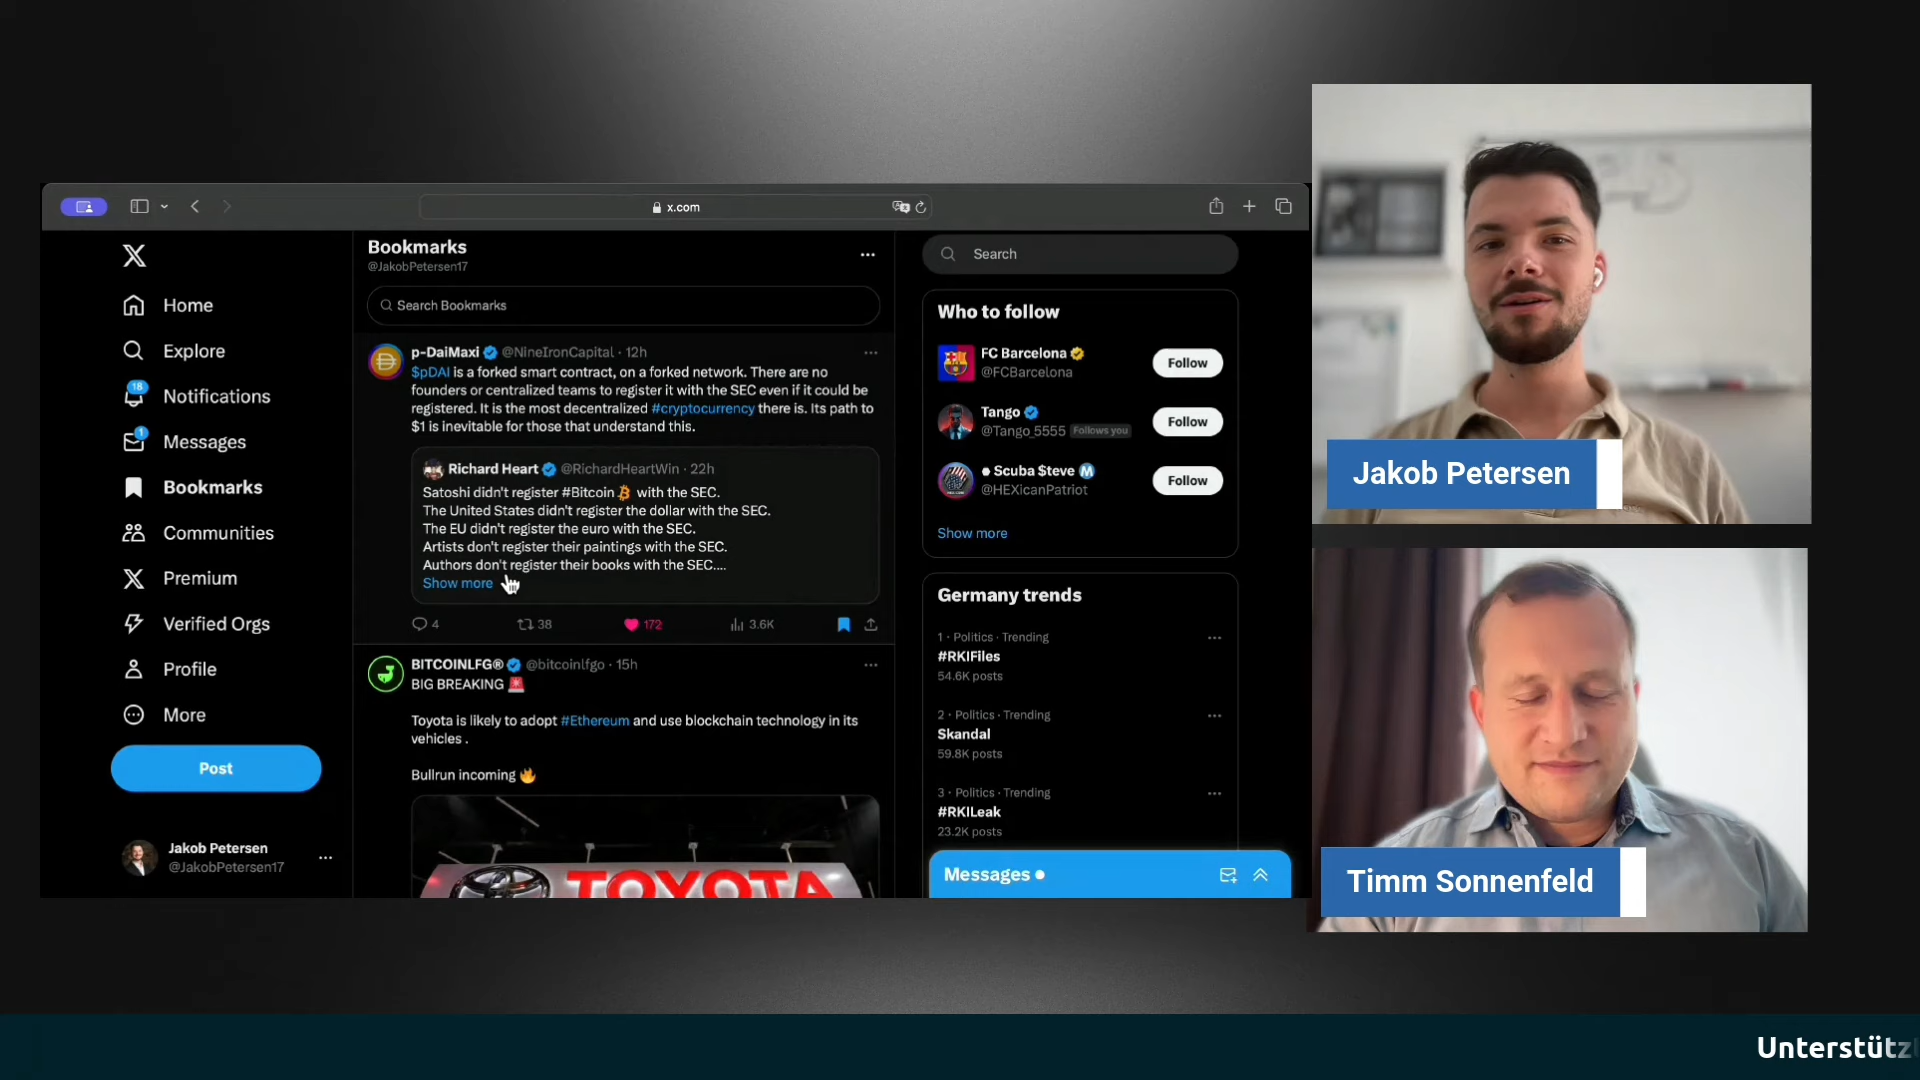 x.com
Home
Explore
18
Notifications
1
Messages
Bookmarks
Communities
Premium
Verified Orgs
Profile
More
Post
Jakob Petersen
@JakobPetersen17
Bookmarks
@JakobPetersen17
Search Bookmarks
p-DaiMaxi @NineIronCapital · 12h
$pDAI is a forked smart contract, on a forked network. There are no
founders or centralized teams to register it with the SEC even if it could be
registered. It is the most decentralized #cryptocurrency there is. Its path to
$1 is inevitable for those that understand this.
Richard Heart @RichardHeartWin · 22h
Satoshi didn't register #Bitcoin with the SEC.
The United States didn't register the dollar with the SEC.
The EU didn't register the euro with the SEC.
Artists don't register their paintings with the SEC.
Authors don't register their books with the SEC....
Show more
4 38 172 3.6K
BITCOINLFG® @bitcoinlfgo · 15h
BIG BREAKING 🚨
Toyota is likely to adopt #Ethereum and use blockchain technology in its
vehicles .
Bullrun incoming 🔥
TOYOTA
Search
Who to follow
FC Barcelona
@FCBarcelona
Follow
Tango
@Tango_5555 Follows you
Follow
Scuba $teve
@HEXicanPatriot
Follow
Show more
Germany trends
1 · Politics · Trending
#RKIFiles
54.6K posts
2 · Politics · Trending
Skandal
59.8K posts
3 · Politics · Trending
#RKILeak
23.2K posts
Messages
Jakob Petersen
Timm Sonnenfeld
Unterstütz